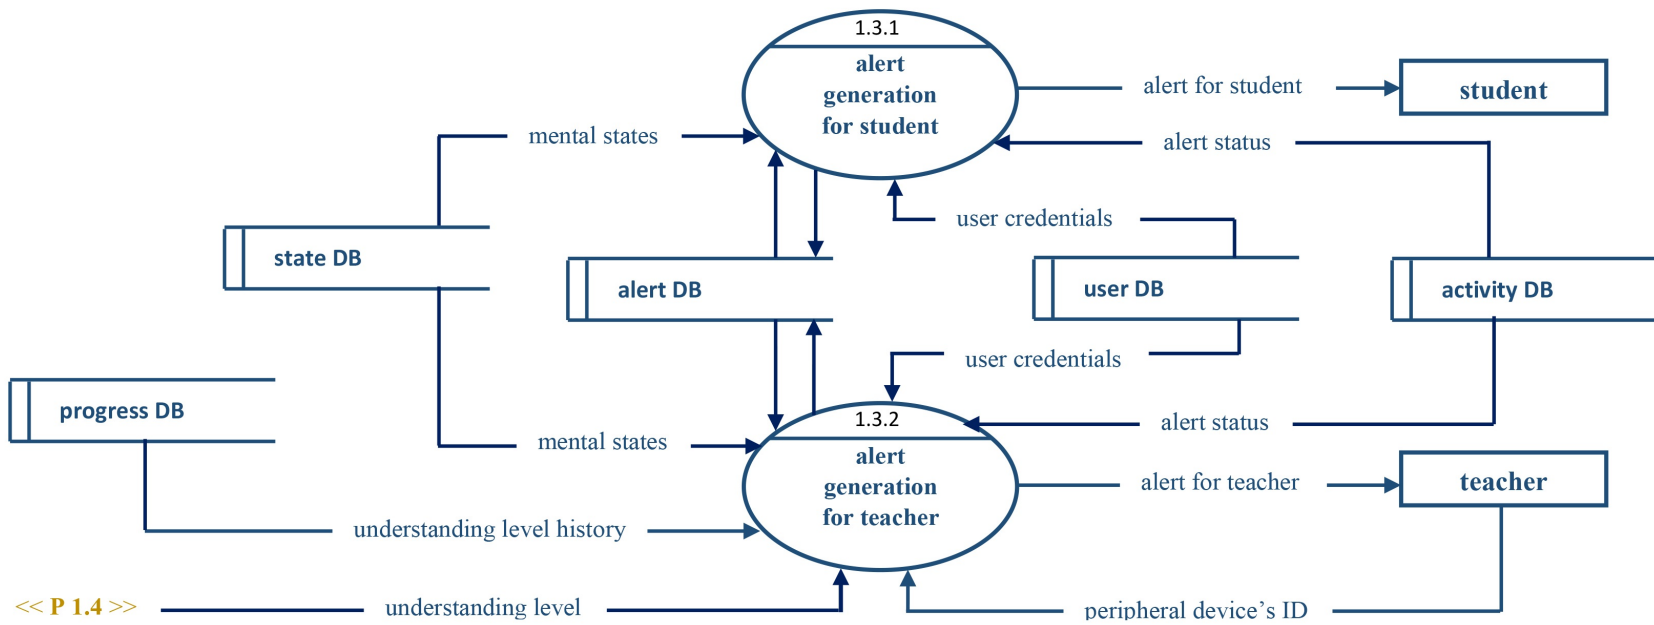 1.3.1
alert
generation
for student
alert for student
student
mental states
alert status
user credentials
state DB
alert DB
user DB
activity DB
user credentials
progress DB
1.3.2
alert status
mental states
alert
generation
for teacher
alert for teacher
teacher
understanding level history
<< P 1.4 >>
understanding level
peripheral device’s ID